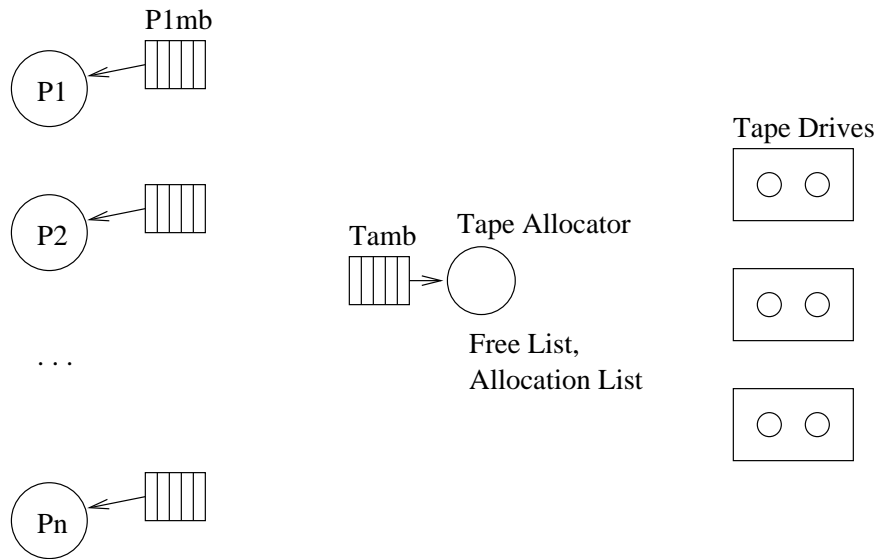 P1mb
P1
Tape Drives
P2
Tamb
Tape Allocator
Free List,
Allocation List
. . .
Pn